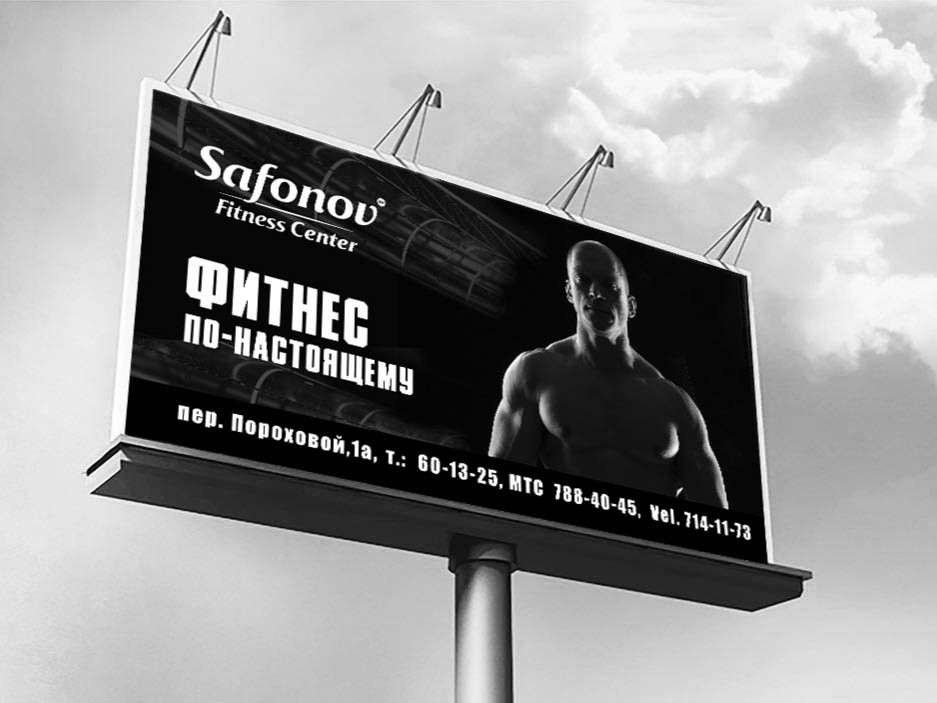 Safonov
Fitness Center
ФИТНЕС
ПО-НАСТОЯЩЕМУ
пер. Пороховой,1а, т.: 60-13-25, МТС 788-40-45, Vel. 714-11-73